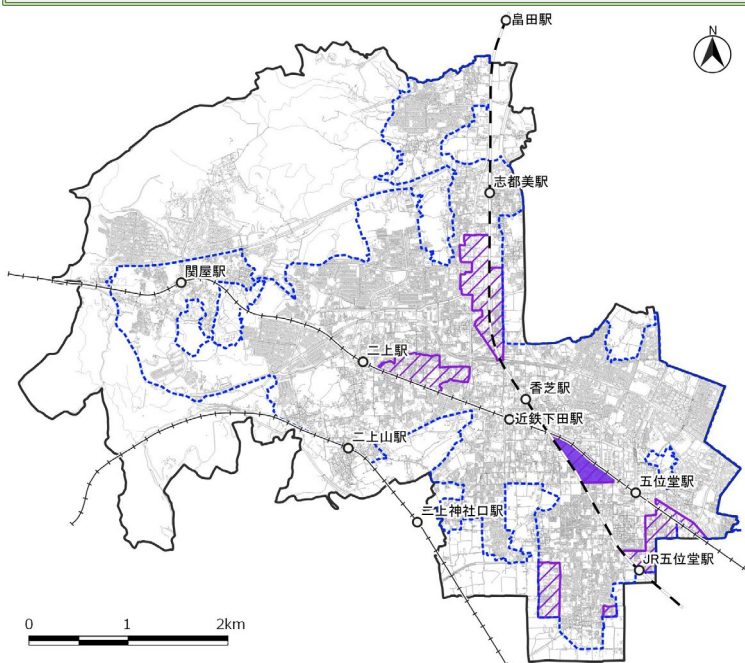 畠田駅
N
志都美駅
関屋駅
二上駅
香芝駅
近鉄下田駅
二上山駅
五位堂駅
二上神社口駅
JR五位堂駅
0 1 2km